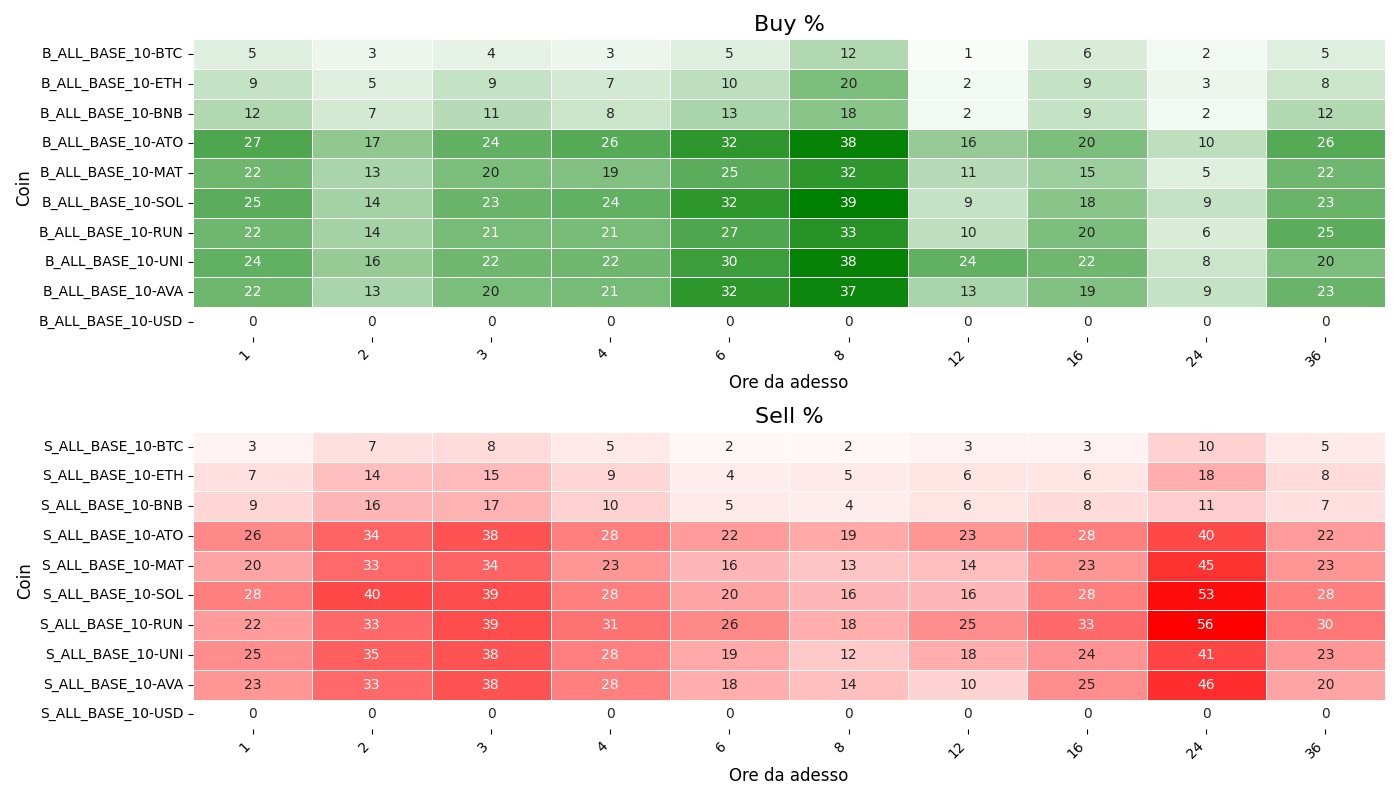 Buy %
Coin
B_ALL_BASE_10-BTC 5 3 4 3 5 12 1 6 2 5
B_ALL_BASE_10-ETH 9 5 9 7 10 20 2 9 3 8
B_ALL_BASE_10-BNB 12 7 11 8 13 18 2 9 2 12
B_ALL_BASE_10-ATO 27 17 24 26 32 38 16 20 10 26
B_ALL_BASE_10-MAT 22 13 20 19 25 32 11 15 5 22
B_ALL_BASE_10-SOL 25 14 23 24 32 39 9 18 9 23
B_ALL_BASE_10-RUN 22 14 21 21 27 33 10 20 6 25
B_ALL_BASE_10-UNI 24 16 22 22 30 38 24 22 8 20
B_ALL_BASE_10-AVA 22 13 20 21 32 37 13 19 9 23
B_ALL_BASE_10-USD 0 0 0 0 0 0 0 0 0 0
1 2 3 4 6 8 12 16 24 36
Ore da adesso
Sell %
Coin
S_ALL_BASE_10-BTC 3 7 8 5 2 2 3 3 10 5
S_ALL_BASE_10-ETH 7 14 15 9 4 5 6 6 18 8
S_ALL_BASE_10-BNB 9 16 17 10 5 4 6 8 11 7
S_ALL_BASE_10-ATO 26 34 38 28 22 19 23 28 40 22
S_ALL_BASE_10-MAT 20 33 34 23 16 13 14 23 45 23
S_ALL_BASE_10-SOL 28 40 39 28 20 16 16 28 53 28
S_ALL_BASE_10-RUN 22 33 39 31 26 18 25 33 56 30
S_ALL_BASE_10-UNI 25 35 38 28 19 12 18 24 41 23
S_ALL_BASE_10-AVA 23 33 38 28 18 14 10 25 46 20
S_ALL_BASE_10-USD 0 0 0 0 0 0 0 0 0 0
1 2 3 4 6 8 12 16 24 36
Ore da adesso